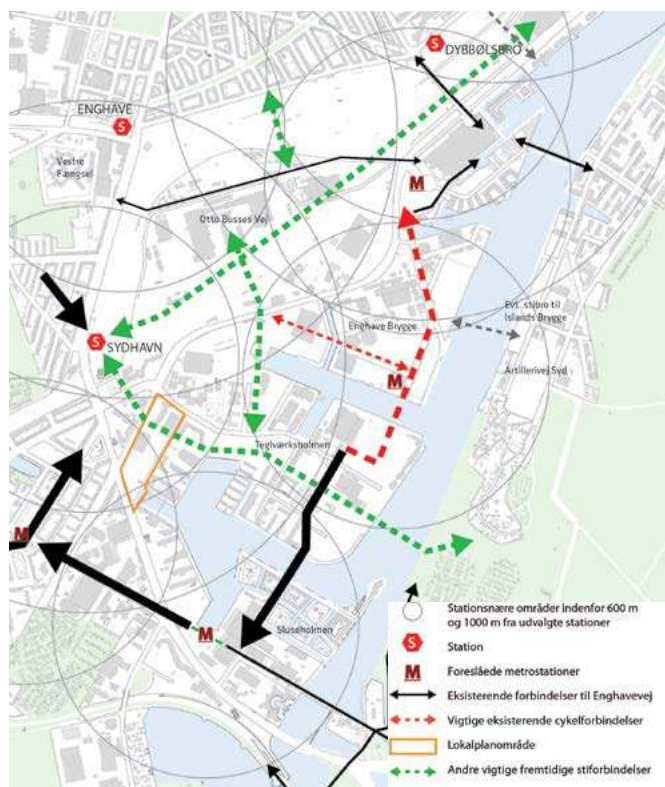 S
DYBBØLSBRO
ENGHAVE
S
Vestre
Fængsel
M
Otto Busses Vej
Evt. stibro til
Islands Brygge
Enghave Brygge
S
SYDHAVN
M
Artillerivej Syd
Teglværksholmen
M
Sluseholmen
M
Stationsnære områder indenfor 600 m
og 1000 m fra udvalgte stationer
S
Station
M
Foreslåede metrostationer
Eksisterende forbindelser til Enghavevej
Vigtige eksisterende cykelforbindelser
Lokalplanområde
Andre vigtige fremtidige stiforbindelser